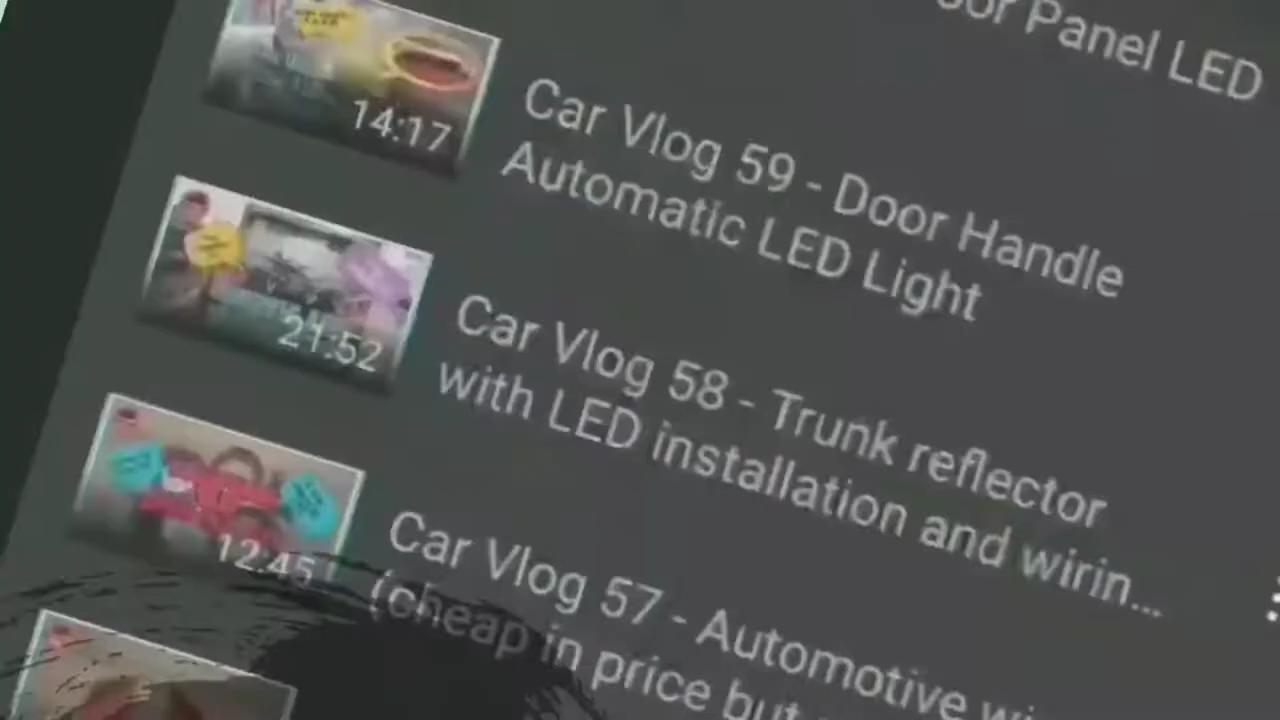 Panel LED
14:17
Car Vlog 59 - Door Handle
Automatic LED Light
21:52
Car Vlog 58 - Trunk reflector
with LED installation and wirin...
12:45
Car Vlog 57 - Automotive
(cheap in price but